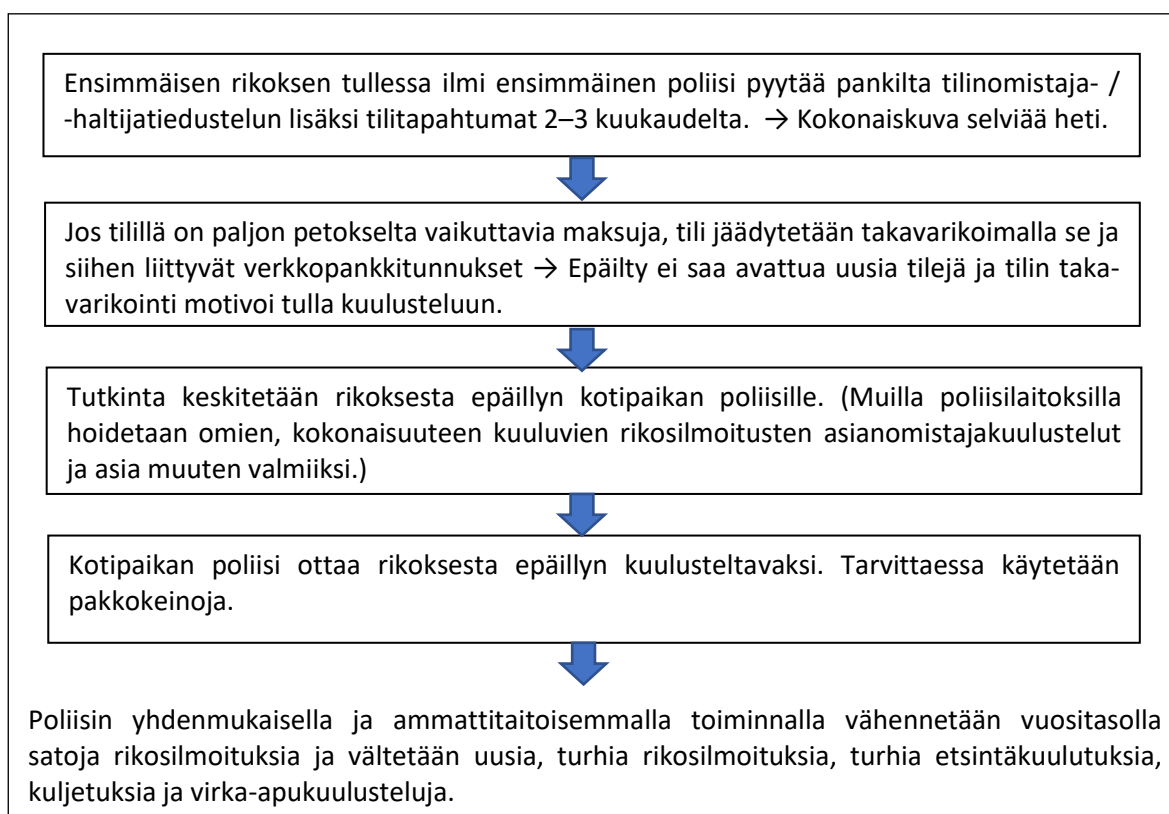 Ensimmäisen rikoksen tullessa ilmi ensimmäinen poliisi pyytää pankilta tilinomistaja- /
-haltijatiedustelun lisäksi tilitapahtumat 2–3 kuukaudelta. → Kokonaiskuva selviää heti.
Jos tilillä on paljon petokselta vaikuttavia maksuja, tili jäädytetään takavarikoimalla se ja
siihen liittyvät verkkopankkitunnukset → Epäilty ei saa avattua uusia tilejä ja tilin taka-
varikointi motivoi tulla kuulusteluun.
Tutkinta keskitetään rikoksesta epäillyn kotipaikan poliisille. (Muilla poliisilaitoksilla
hoidetaan omien, kokonaisuuteen kuuluvien rikosilmoitusten asianomistajakuulustelut
ja asia muuten valmiiksi.)
Kotipaikan poliisi ottaa rikoksesta epäillyn kuulusteltavaksi. Tarvittaessa käytetään
pakkokeinoja.
Poliisin yhdenmukaisella ja ammattitaitoisemmalla toiminnalla vähennetään vuositasolla
satoja rikosilmoituksia ja vältetään uusia, turhia rikosilmoituksia, turhia etsintäkuulutuksia,
kuljetuksia ja virka-apukuulusteluja.